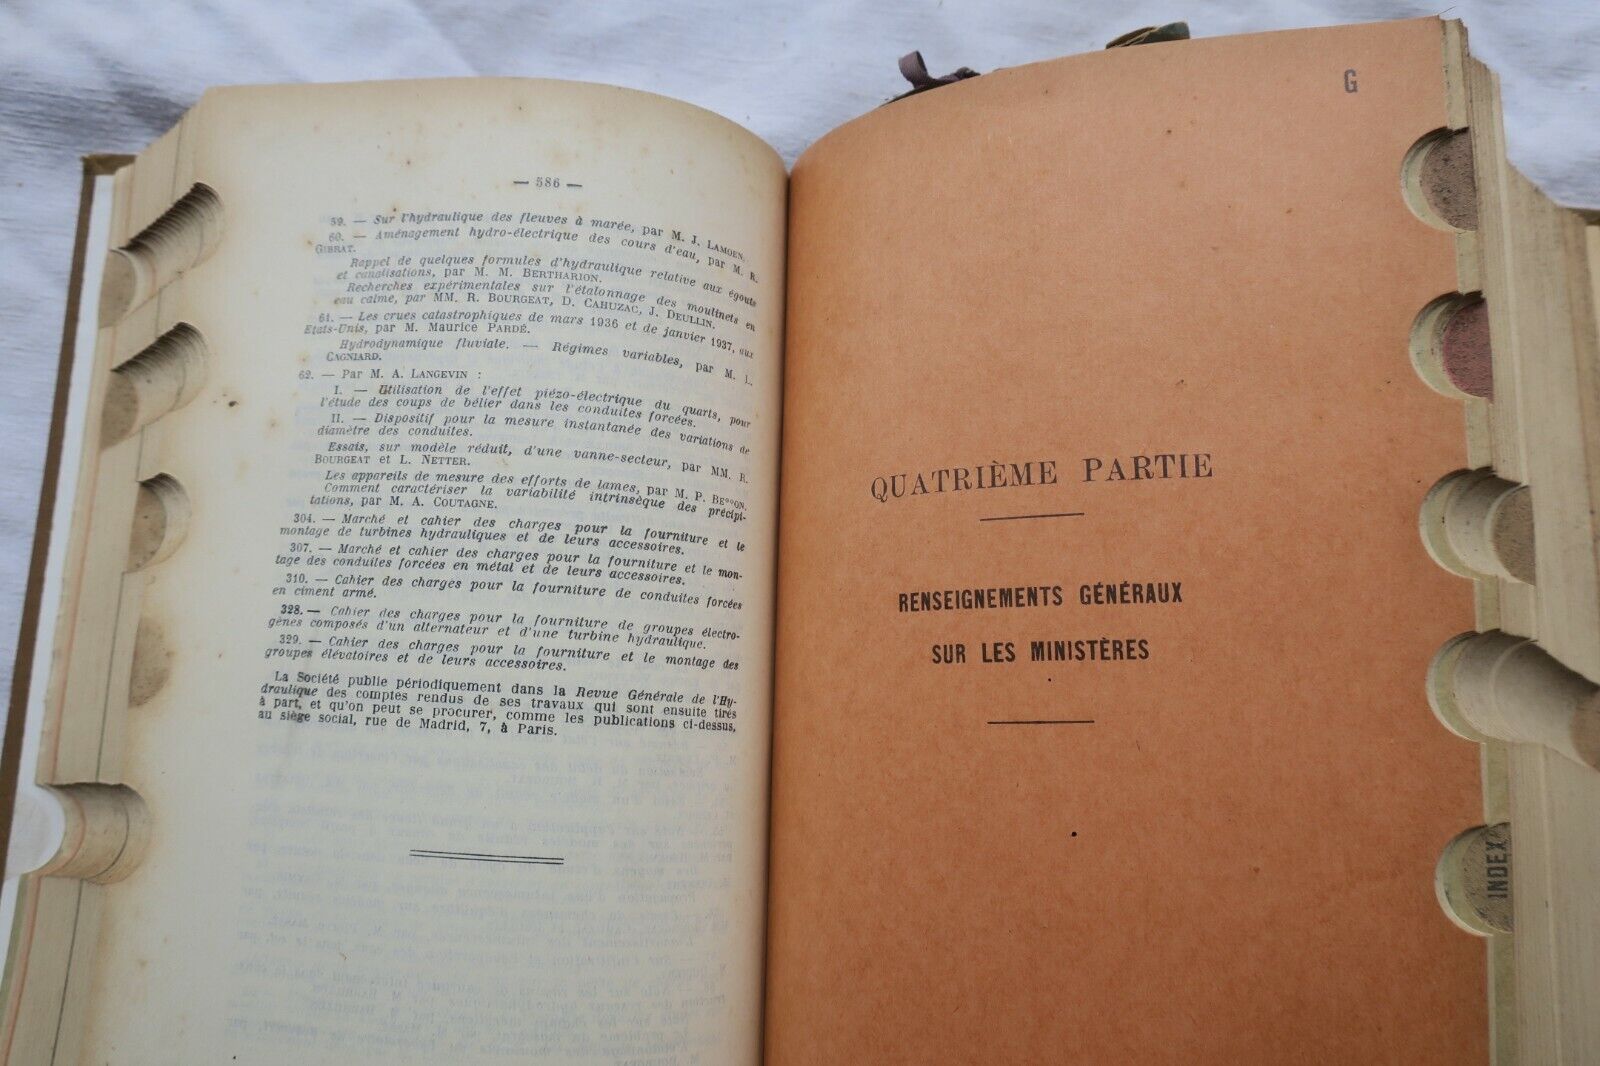 — 586 —
59. — Sur l'hydraulique des fleuves à marée, par M. J. LAMOEN.
60. — Aménagement hydro-électrique des cours d'eau, par M. R.
GIBRAT.
Rappel de quelques formules d'hydraulique relative aux égouts
et canalisations, par M. M. BERTHARION.
Recherches expérimentales sur l'étalonnage des moulinets en
eau calme, par MM. R. BOURGEAT, D. CAHUZAC, J. DEULLIN.
61. — Les crues catastrophiques de mars 1936 et de janvier 1937, aux
Etats-Unis, par M. Maurice PARDÉ.
Hydrodynamique fluviale. — Régimes variables, par M. L.
CAGNIARD.
62. — Par M. A. LANGEVIN :
I. — Utilisation de l'effet piézo-électrique du quarts, pour
l'étude des coups de bélier dans les conduites forcées.
II. — Dispositif pour la mesure instantanée des variations de
diamètre des conduites.
Essais, sur modèle réduit, d'une vanne-secteur, par MM. R.
BOURGEAT et L. NETTER.
Les appareils de mesure des efforts de lames, par M. P.
Comment caractériser la variabilité intrinsèque des précipi-
tations, par M. A. COUTAGNE.
304. — Marché et cahier des charges pour la fourniture et le
montage de turbines hydrauliques et de leurs accessoires.
307. — Marché et cahier des charges pour la fourniture et le mon-
tage des conduites forcées en métal et de leurs accessoires.
310. — Cahier des charges pour la fourniture de conduites forcées
en ciment armé.
328. — Cahier des charges pour la fourniture de groupes électro-
gènes composés d'un alternateur et d'une turbine hydraulique.
329. — Cahier des charges pour la fourniture et le montage des
groupes élévatoires et de leurs accessoires.
La Société publie périodiquement dans la Revue Générale de l'Hy-
draulique des comptes rendus de ses travaux qui sont ensuite tirés
à part, et qu'on peut se procurer, comme les publications ci-dessus,
au siège social, rue de Madrid, 7, à Paris.
G
QUATRIÈME PARTIE
RENSEIGNEMENTS GÉNÉRAUX
SUR LES MINISTÈRES
INDEX